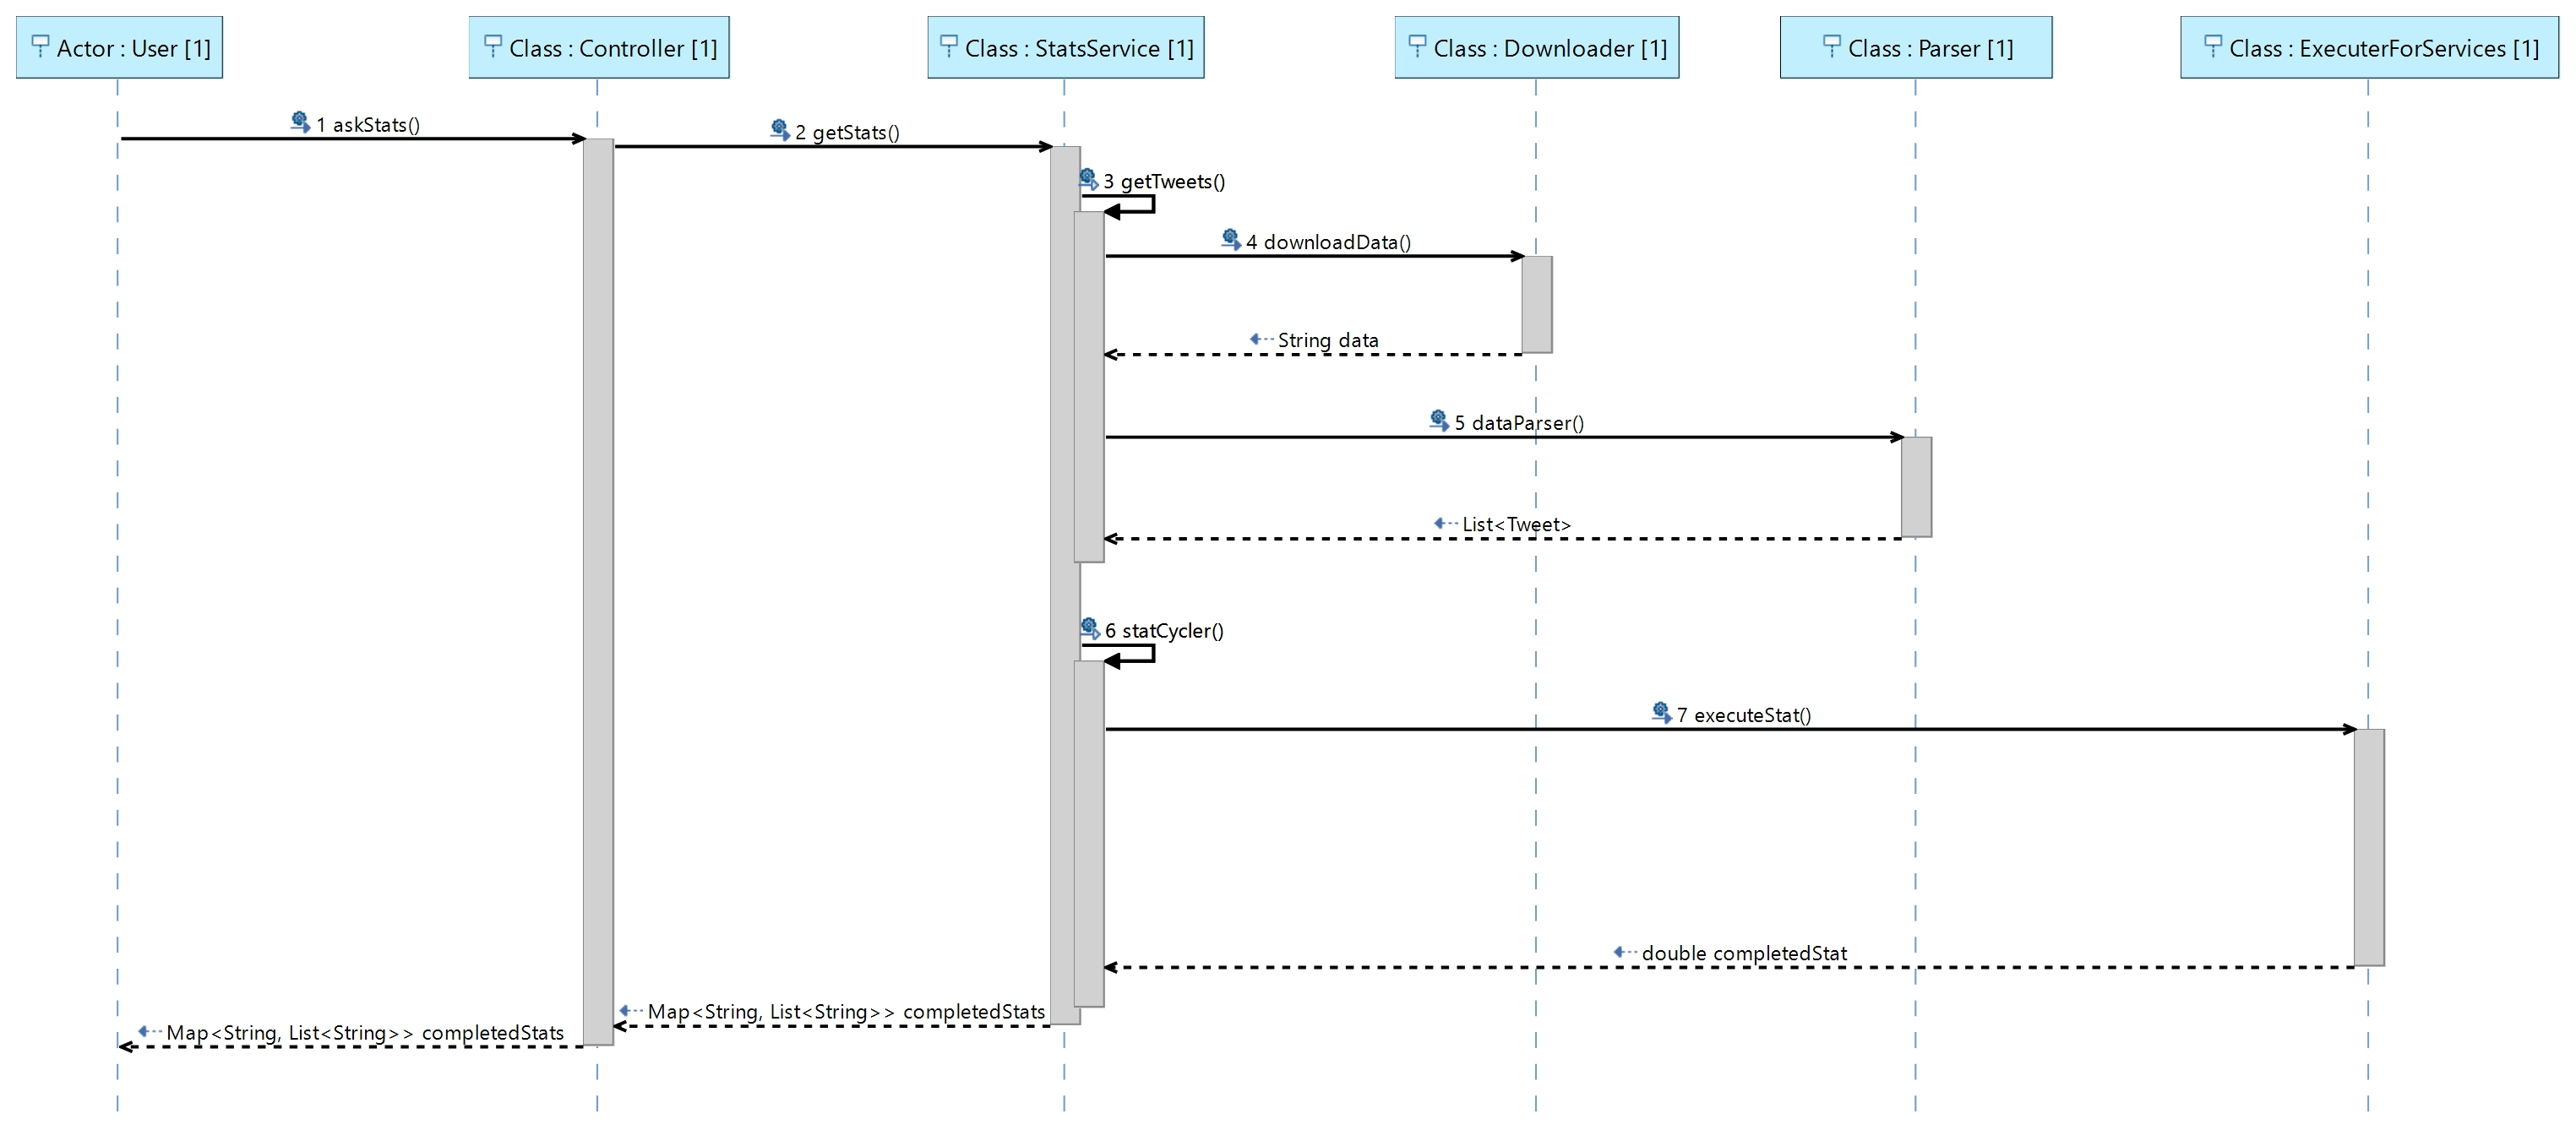 Actor : User [1]
Class : Controller [1]
Class : StatsService [1]
Class : Downloader [1]
Class : Parser [1]
Class : ExecuterForServices [1]
1 askStats()
2 getStats()
3 getTweets()
4 downloadData()
String data
5 dataParser()
List<Tweet>
6 statCycler()
7 executeStat()
double completedStat
Map<String, List<String>> completedStats
Map<String, List<String>> completedStats